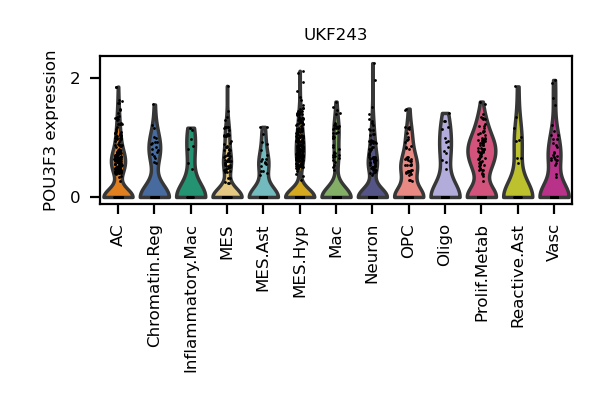 UKF243
POU3F3 expression
2
0
AC
Chromatin.Reg
Inflammatory.Mac
MES
MES.Ast
MES.Hyp
Mac
Neuron
OPC
Oligo
Prolif.Metab
Reactive.Ast
Vasc